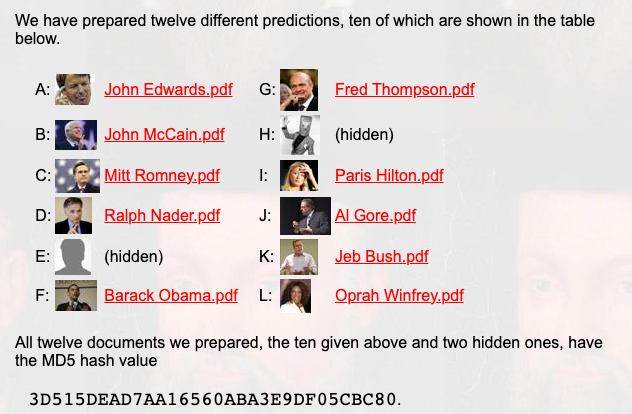 We have prepared twelve different predictions, ten of which are shown in the table
below.
A: John Edwards.pdf G: Fred Thompson.pdf
B: John McCain.pdf H: (hidden)
C: Mitt Romney.pdf I: Paris Hilton.pdf
D: Ralph Nader.pdf J: Al Gore.pdf
E: (hidden) K: Jeb Bush.pdf
F: Barack Obama.pdf L: Oprah Winfrey.pdf
All twelve documents we prepared, the ten given above and two hidden ones, have
the MD5 hash value
3D515DEAD7AA16560ABA3E9DF05CBC80.